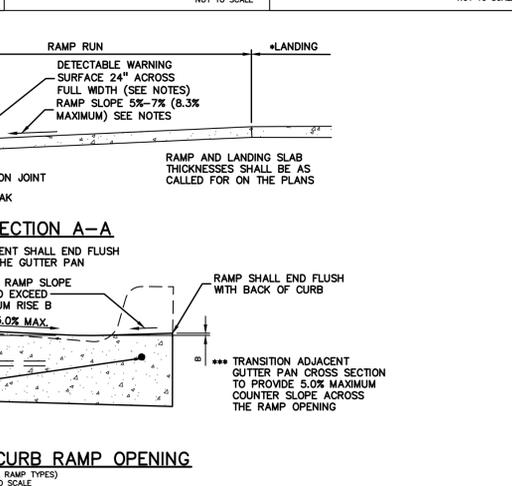 NOT TO SCALE
RAMP RUN
*LANDING
DETECTABLE WARNING
SURFACE 24" ACROSS
FULL WIDTH (SEE NOTES)
RAMP SLOPE 5%-7% (8.3%
MAXIMUM) SEE NOTES
RAMP AND LANDING SLAB
THICKNESSES SHALL BE AS
CALLED FOR ON THE PLANS
ON JOINT
AK
ECTION A-A
ENT SHALL END FLUSH
HE GUTTER PAN
RAMP SLOPE
EXCEED
UM RISE B
5.0% MAX.
RAMP SHALL END FLUSH
WITH BACK OF CURB
B
*** TRANSITION ADJACENT
GUTTER PAN CROSS SECTION
TO PROVIDE 5.0% MAXIMUM
COUNTER SLOPE ACROSS
THE RAMP OPENING
CURB RAMP OPENING
RAMP TYPES)
O SCALE